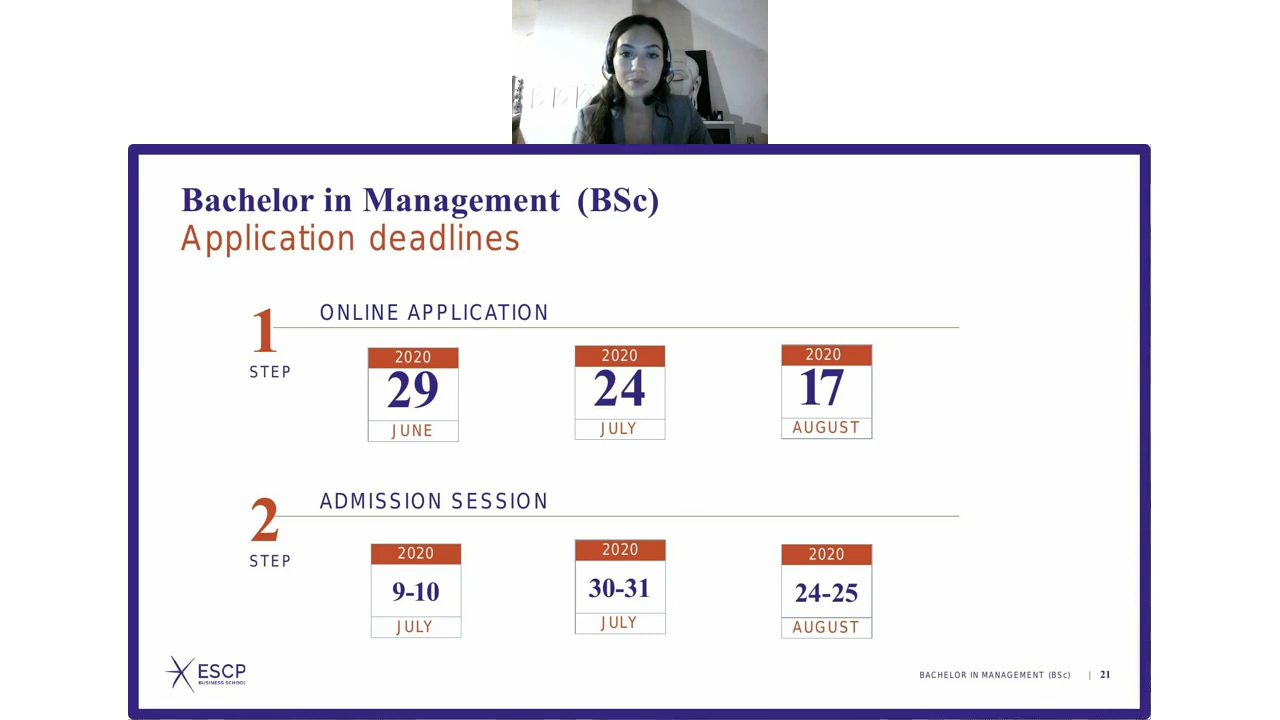 Bachelor in Management (BSc)
Application deadlines
1
STEP
ONLINE APPLICATION
2020
29
JUNE
2020
24
JULY
2020
17
AUGUST
2
STEP
ADMISSION SESSION
2020
9-10
JULY
2020
30-31
JULY
2020
24-25
AUGUST
ESCP
BUSINESS SCHOOL
BACHELOR IN MANAGEMENT (BSc) | 21